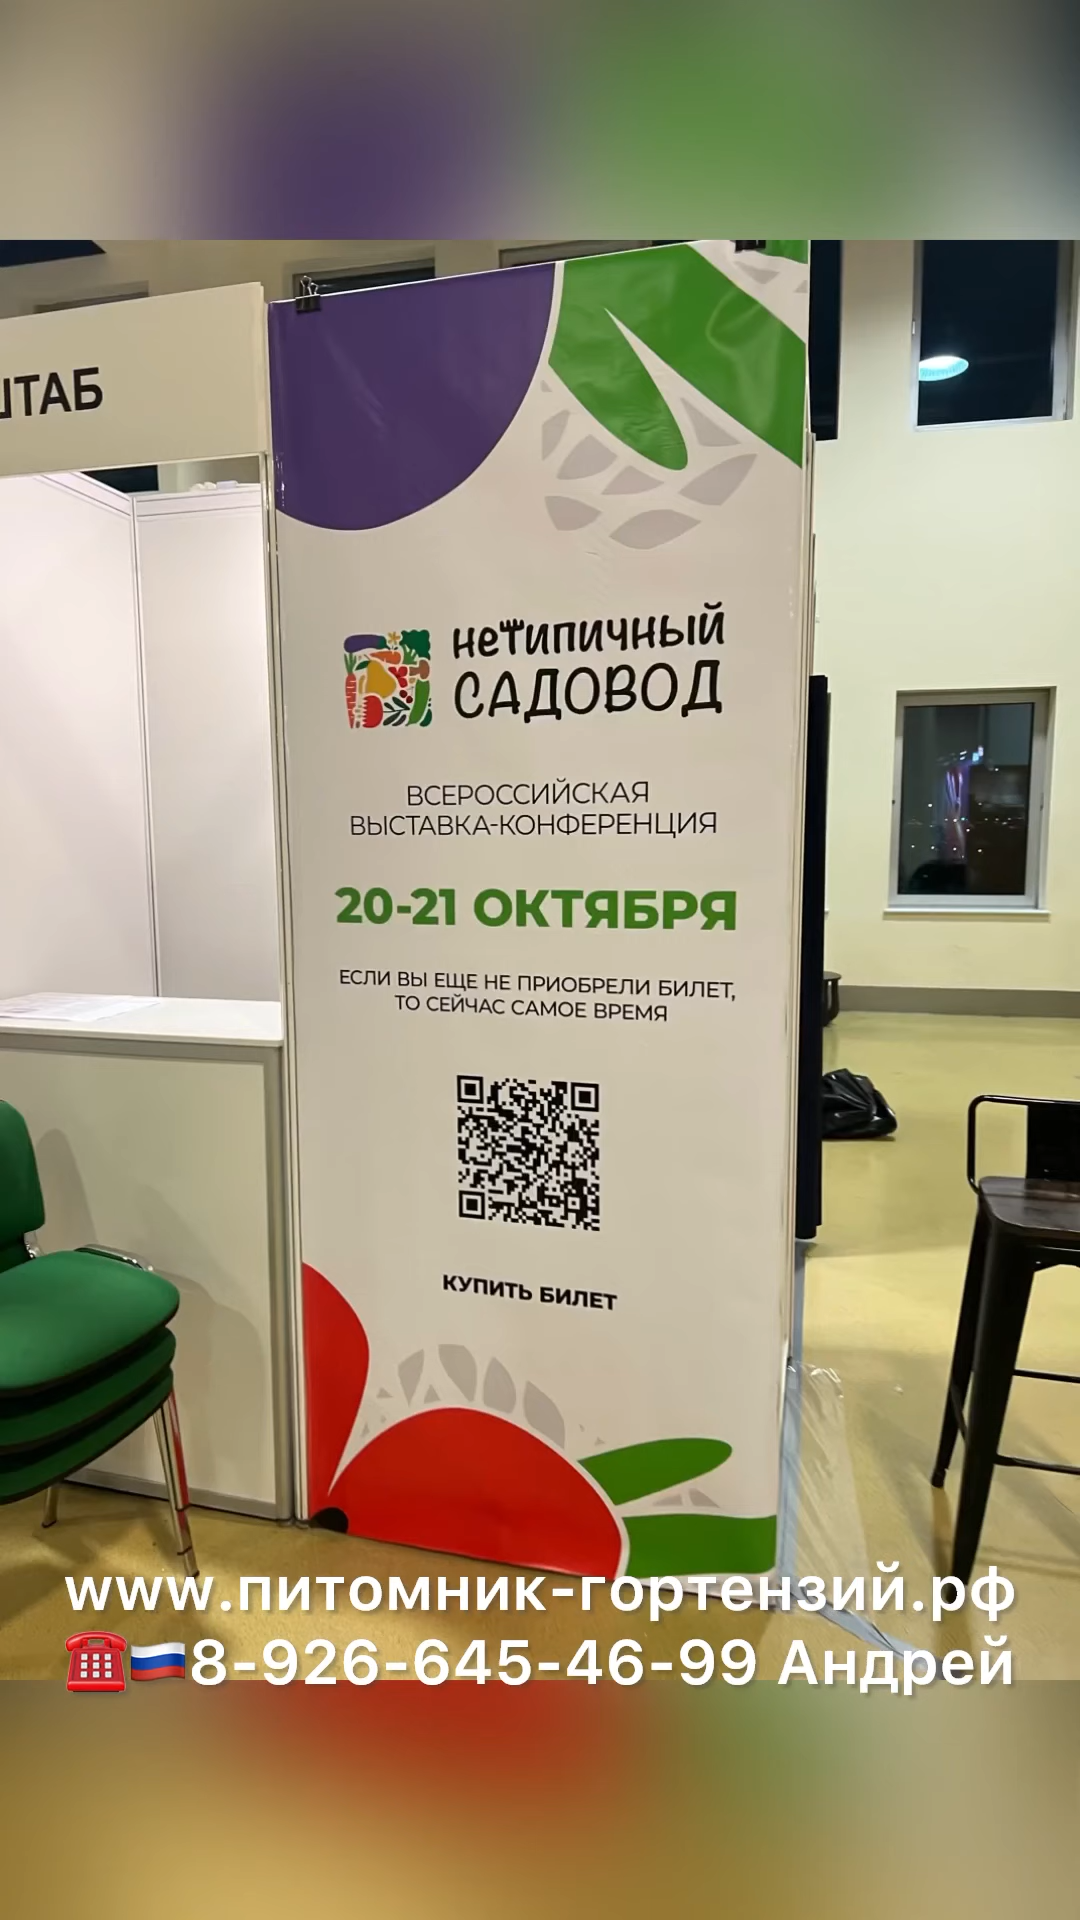 ШТАБ
нетипичный
САДОВОД
ВСЕРОССИЙСКАЯ
ВЫСТАВКА-КОНФЕРЕНЦИЯ
20-21 ОКТЯБРЯ
ЕСЛИ ВЫ ЕЩЕ НЕ ПРИОБРЕЛИ БИЛЕТ,
ТО СЕЙЧАС САМОЕ ВРЕМЯ
КУПИТЬ БИЛЕТ
www.питомник-гортензий.рф
8-926-645-46-99 Андрей